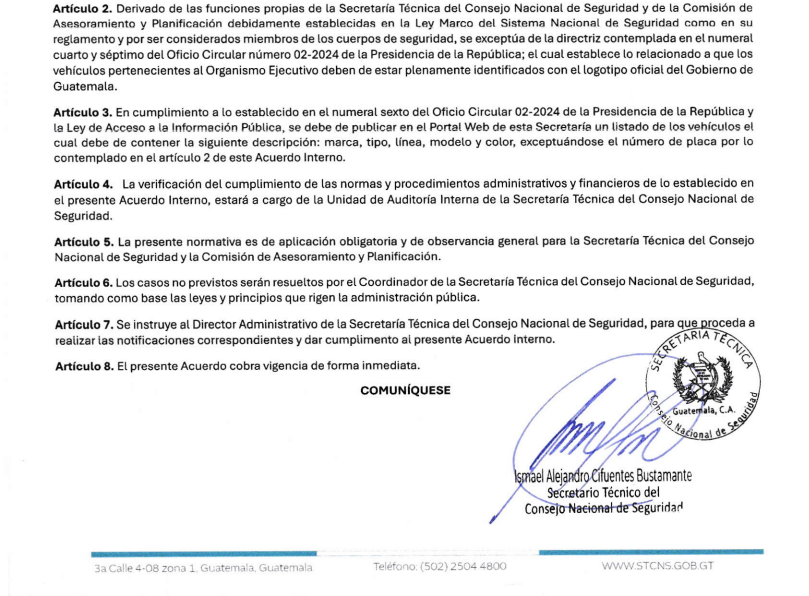 Artículo 2. Derivado de las funciones propias de la Secretaría Técnica del Consejo Nacional de Seguridad y de la Comisión de
Asesoramiento y Planificación debidamente establecidas en la Ley Marco del Sistema Nacional de Seguridad como en su
reglamento y por ser considerados miembros de los cuerpos de seguridad, se exceptúa de la directriz contemplada en el numeral
cuarto y séptimo del Oficio Circular número 02-2024 de la Presidencia de la República; el cual establece lo relacionado a que los
vehículos pertenecientes al Organismo Ejecutivo deben de estar plenamente identificados con el logotipo oficial del Gobierno de
Guatemala.
Artículo 3. En cumplimiento a lo establecido en el numeral sexto del Oficio Circular 02-2024 de la Presidencia de la República y
la Ley de Acceso a la Información Pública, se debe de publicar en el Portal Web de esta Secretaría un listado de los vehículos el
cual debe de contener la siguiente descripción: marca, tipo, línea, modelo y color, exceptuándose el número de placa por lo
contemplado en el artículo 2 de este Acuerdo Interno.
Artículo 4. La verificación del cumplimiento de las normas y procedimientos administrativos y financieros de lo establecido en
el presente Acuerdo Interno, estará a cargo de la Unidad de Auditoría Interna de la Secretaría Técnica del Consejo Nacional de
Seguridad.
Artículo 5. La presente normativa es de aplicación obligatoria y de observancia general para la Secretaría Técnica del Consejo
Nacional de Seguridad y la Comisión de Asesoramiento y Planificación.
Artículo 6. Los casos no previstos serán resueltos por el Coordinador de la Secretaría Técnica del Consejo Nacional de Seguridad,
tomando como base las leyes y principios que rigen la administración pública.
Artículo 7. Se instruye al Director Administrativo de la Secretaría Técnica del Consejo Nacional de Seguridad, para que proceda a
realizar las notificaciones correspondientes y dar cumplimento al presente Acuerdo Interno.
Artículo 8. El presente Acuerdo cobra vigencia de forma inmediata.
COMUNÍQUESE
SECRETARÍA TÉCNICA
Guatemala, C.A.
Consejo Nacional de Seguridad
Ismael Alejandro Cifuentes Bustamante
Secretario Técnico del
Consejo Nacional de Seguridad
3a Calle 4-08 zona 1, Guatemala, Guatemala
Teléfono: (502) 2504 4800
WWW.STCNS.GOB.GT